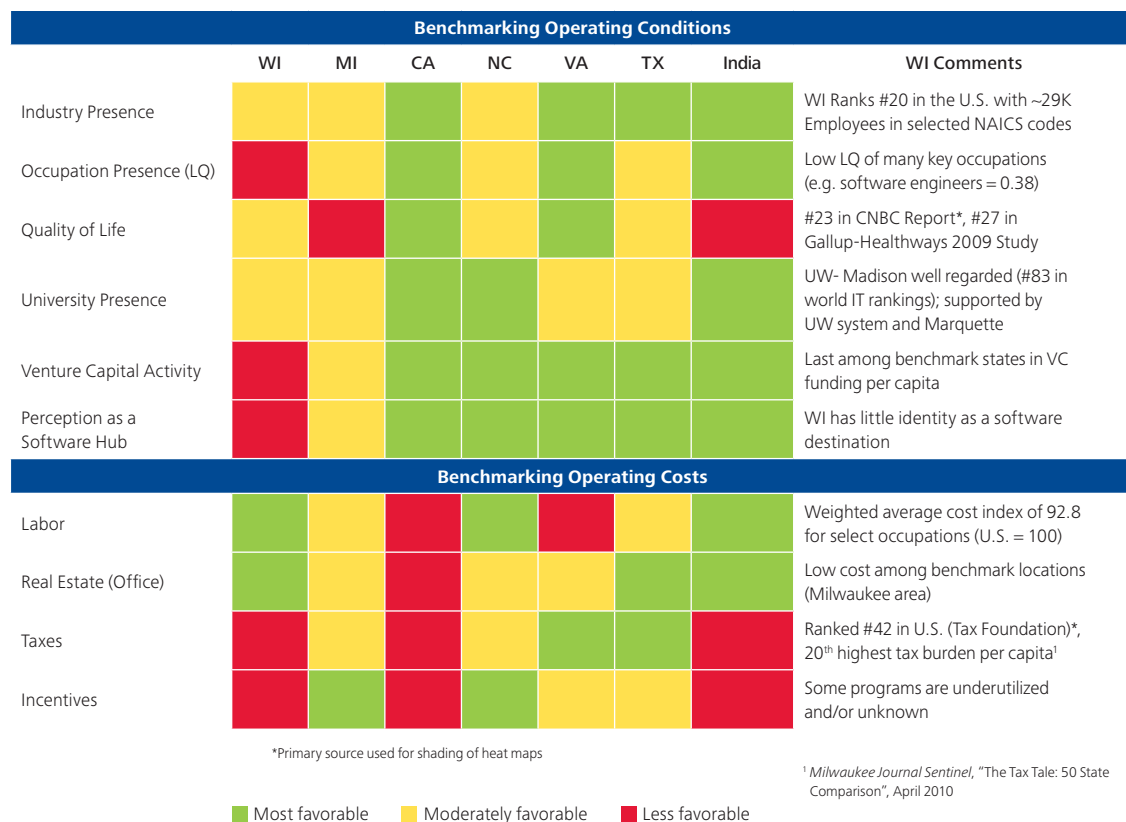 Benchmarking Operating Conditions
WI MI CA NC VA TX India WI Comments
Industry Presence
WI Ranks #20 in the U.S. with ~29K
Employees in selected NAICS codes
Occupation Presence (LQ)
Low LQ of many key occupations
(e.g. software engineers = 0.38)
Quality of Life
#23 in CNBC Report*, #27 in
Gallup-Healthways 2009 Study
University Presence
UW- Madison well regarded (#83 in
world IT rankings); supported by
UW system and Marquette
Venture Capital Activity
Last among benchmark states in VC
funding per capita
Perception as a
Software Hub
WI has little identity as a software
destination
Benchmarking Operating Costs
Labor
Weighted average cost index of 92.8
for select occupations (U.S. = 100)
Real Estate (Office)
Low cost among benchmark locations
(Milwaukee area)
Taxes
Ranked #42 in U.S. (Tax Foundation)*,
20th highest tax burden per capita¹
Incentives
Some programs are underutilized
and/or unknown
*Primary source used for shading of heat maps
¹ Milwaukee Journal Sentinel, "The Tax Tale: 50 State
Comparison", April 2010
Most favorable Moderately favorable Less favorable